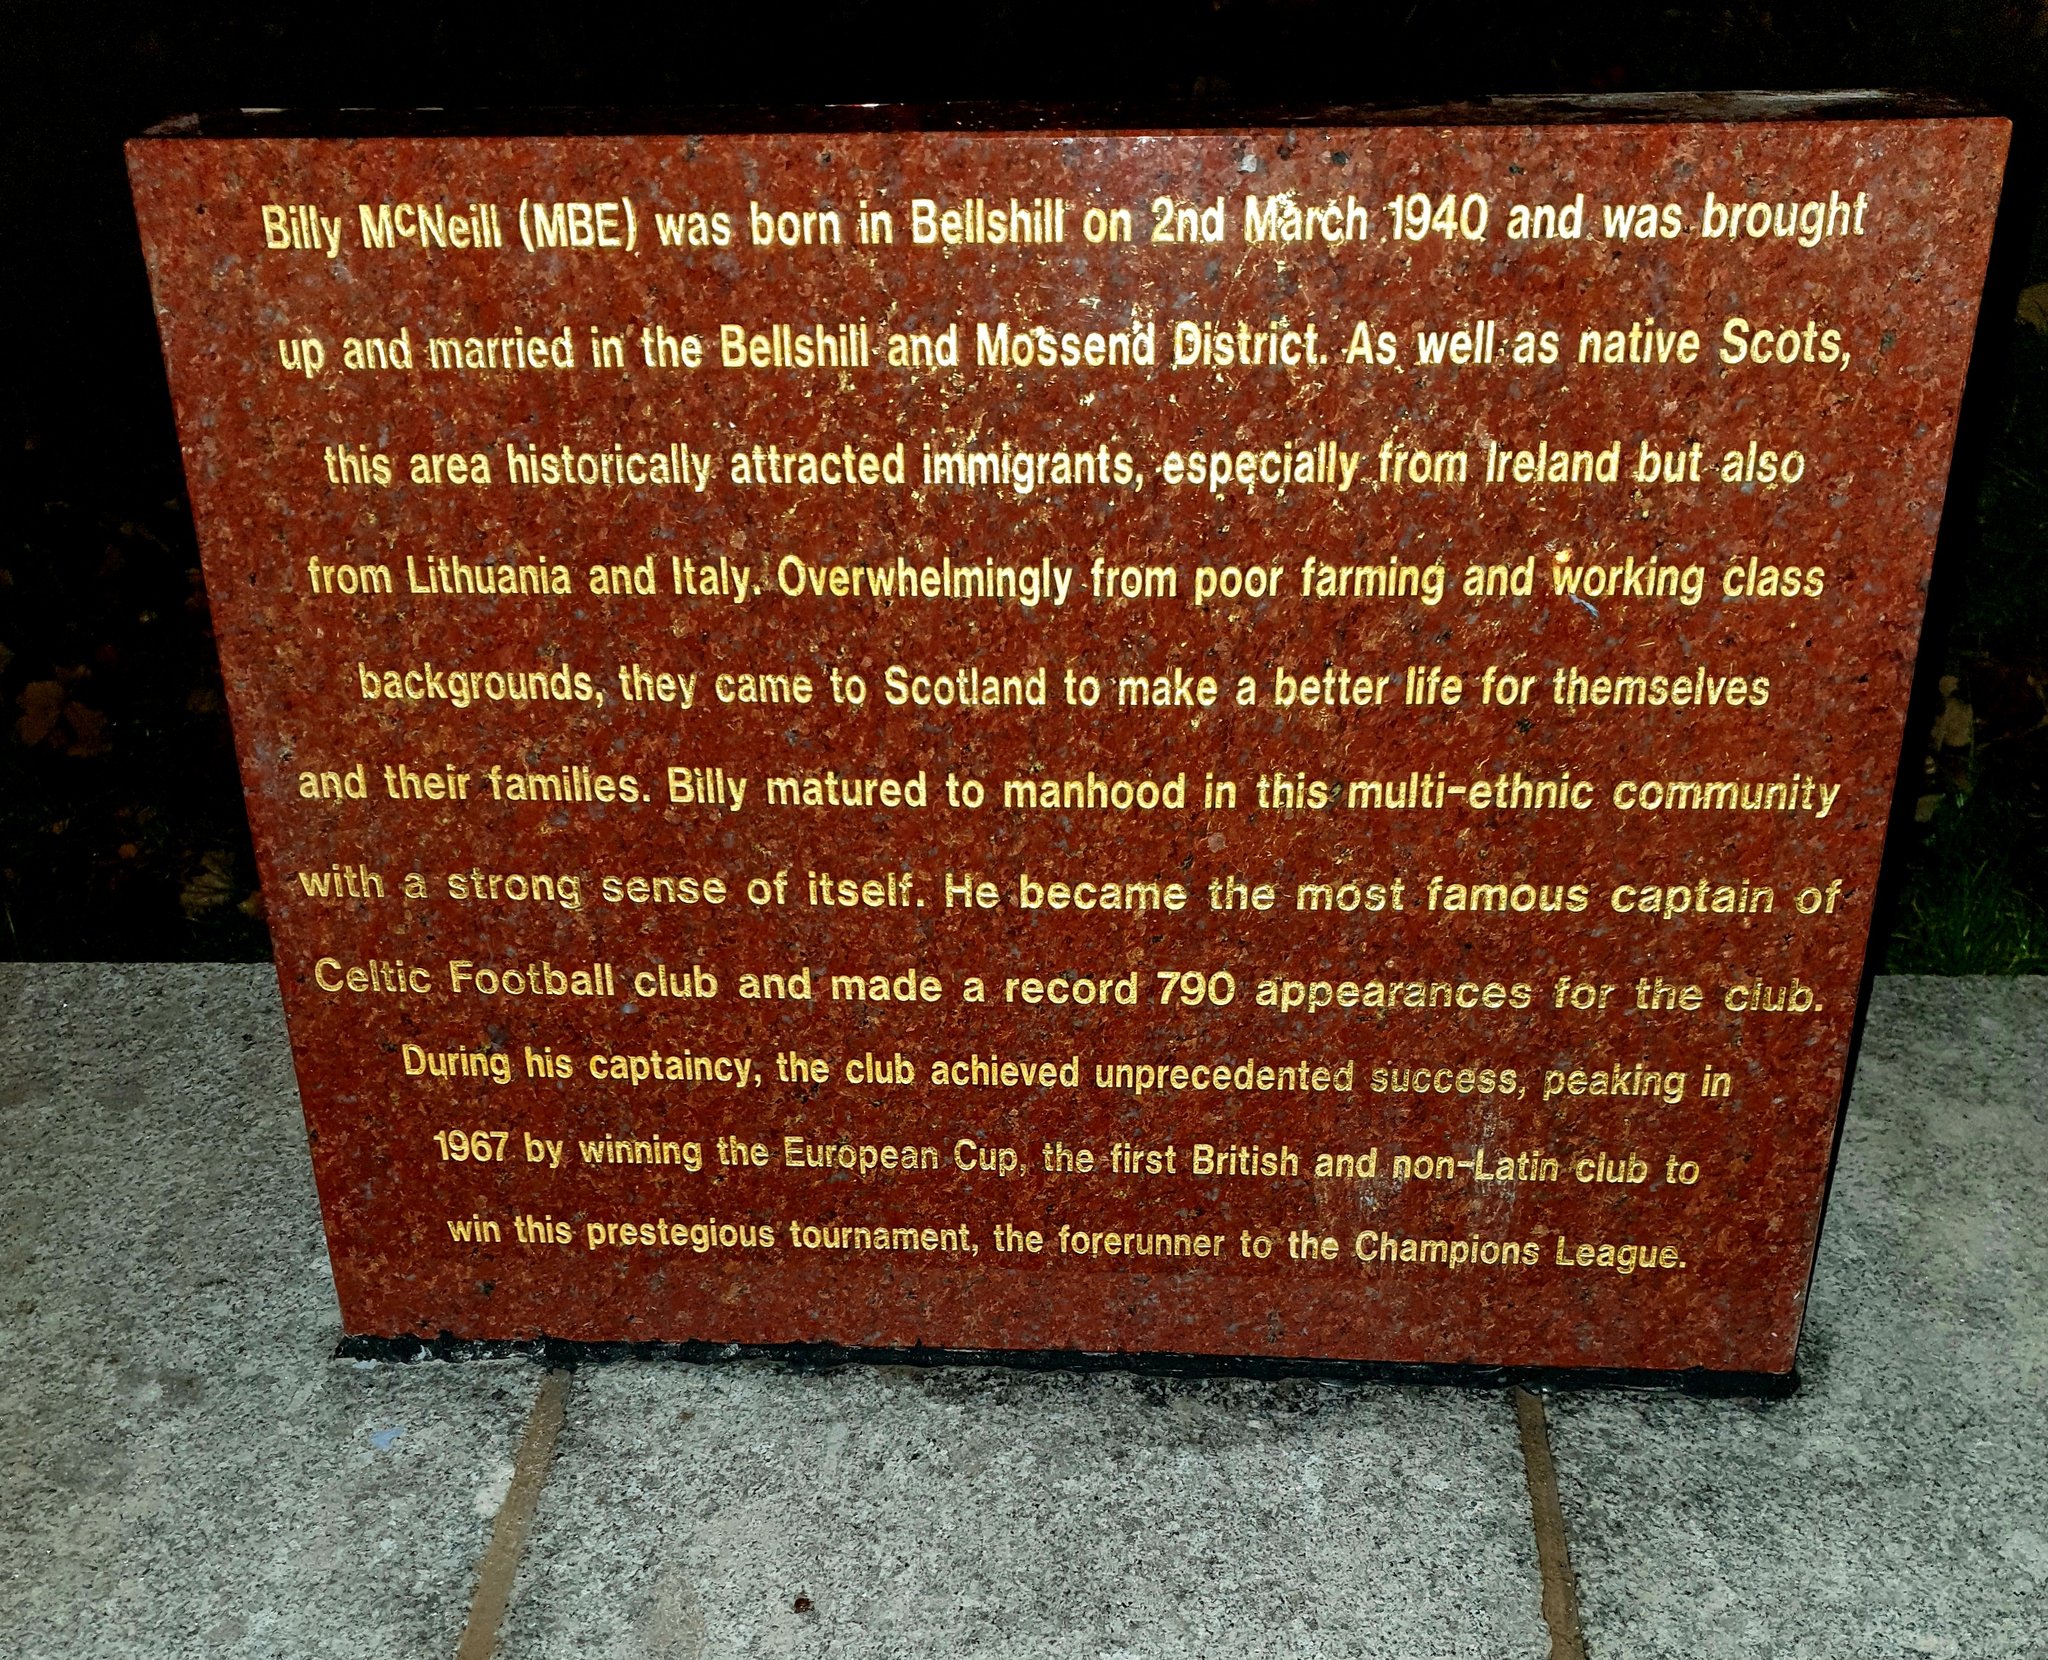 Billy McNeill (MBE) was born in Bellshill on 2nd March 1940 and was brought
up and married in the Bellshill and Mossend District. As well as native Scots,
this area historically attracted immigrants, especially from Ireland but also
from Lithuania and Italy. Overwhelmingly from poor farming and working class
backgrounds, they came to Scotland to make a better life for themselves
and their families. Billy matured to manhood in this multi-ethnic community
with a strong sense of itself. He became the most famous captain of
Celtic Football club and made a record 790 appearances for the club.
During his captaincy, the club achieved unprecedented success, peaking in
1967 by winning the European Cup, the first British and non-Latin club to
win this prestegious tournament, the forerunner to the Champions League.